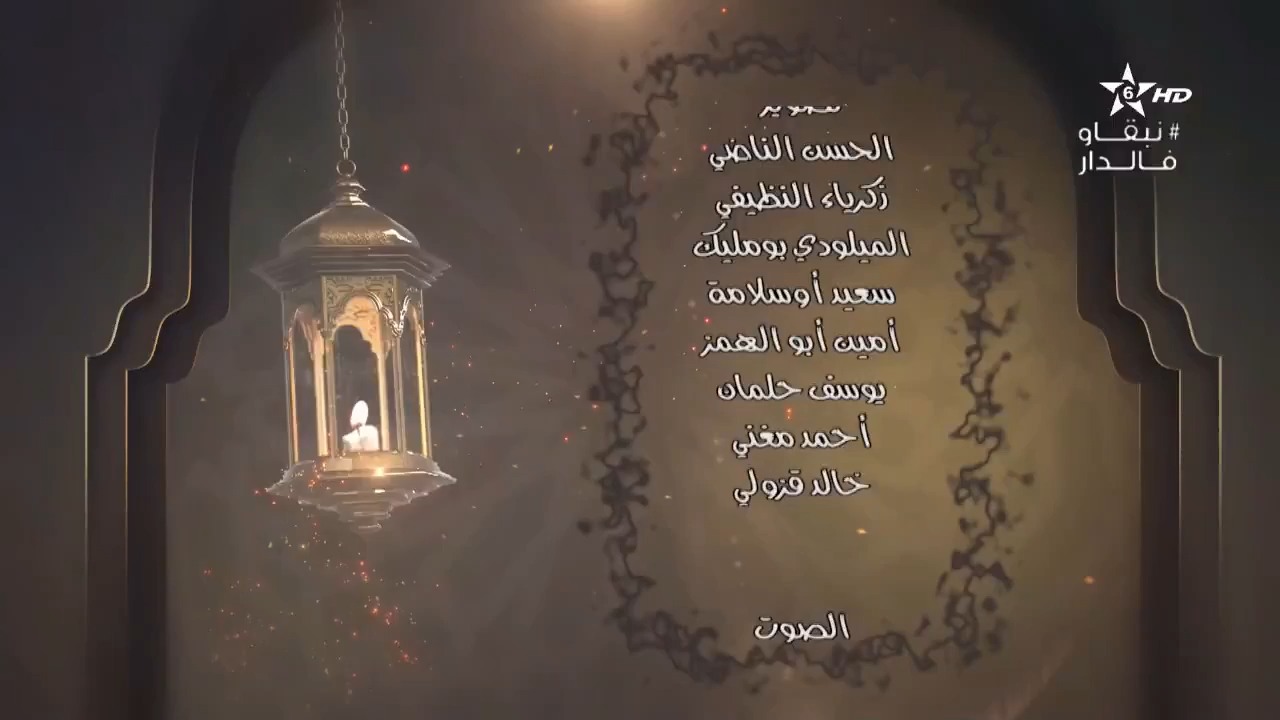 تصوير
الحسن الناضي
زكرياء النظيفي
الميلودي بومليك
سعيد أوسلامة
أمين أبو الهمز
يوسف حلمان
أحمد مغني
خالد قزولي
الصوت
6 HD
#نبقاو
فالدار